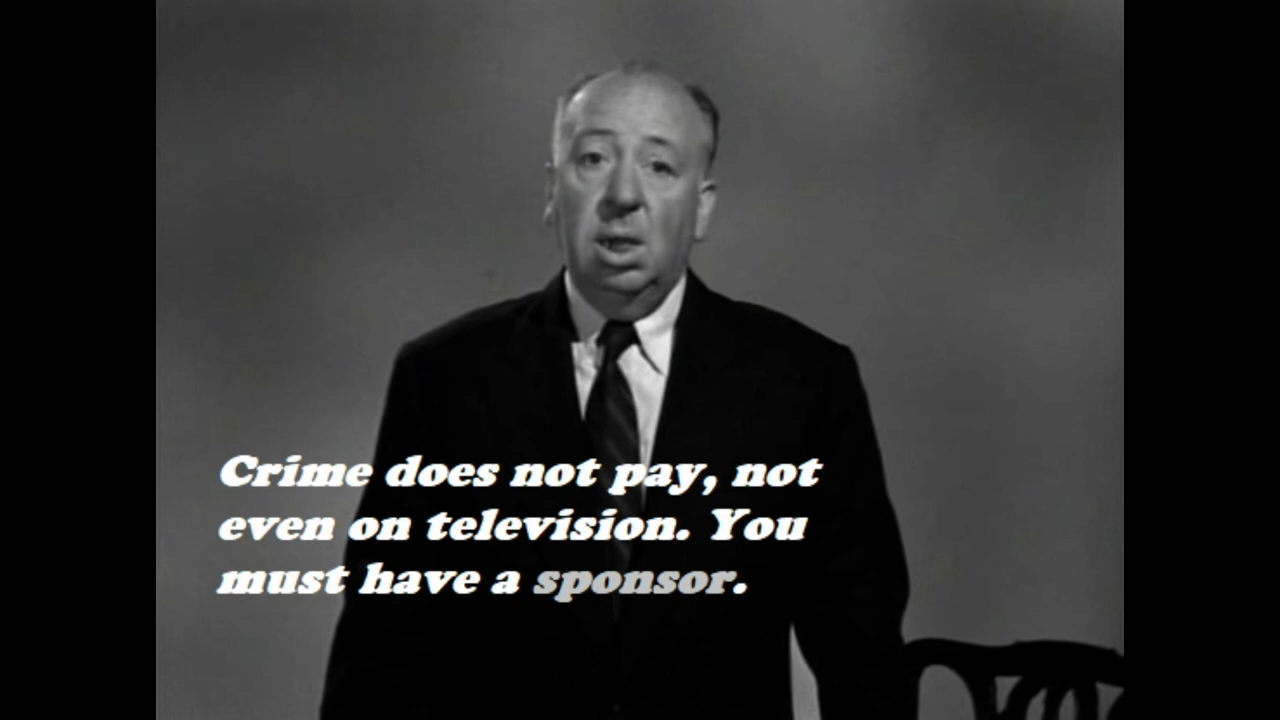 Crime does not pay, not
even on television. You
must have a sponsor.